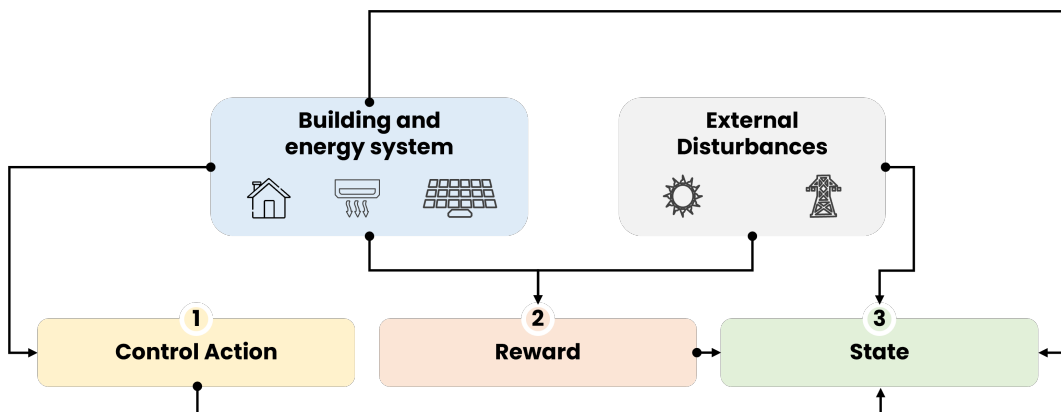 Building and
energy system
External
Disturbances
1
Control Action
2
Reward
3
State